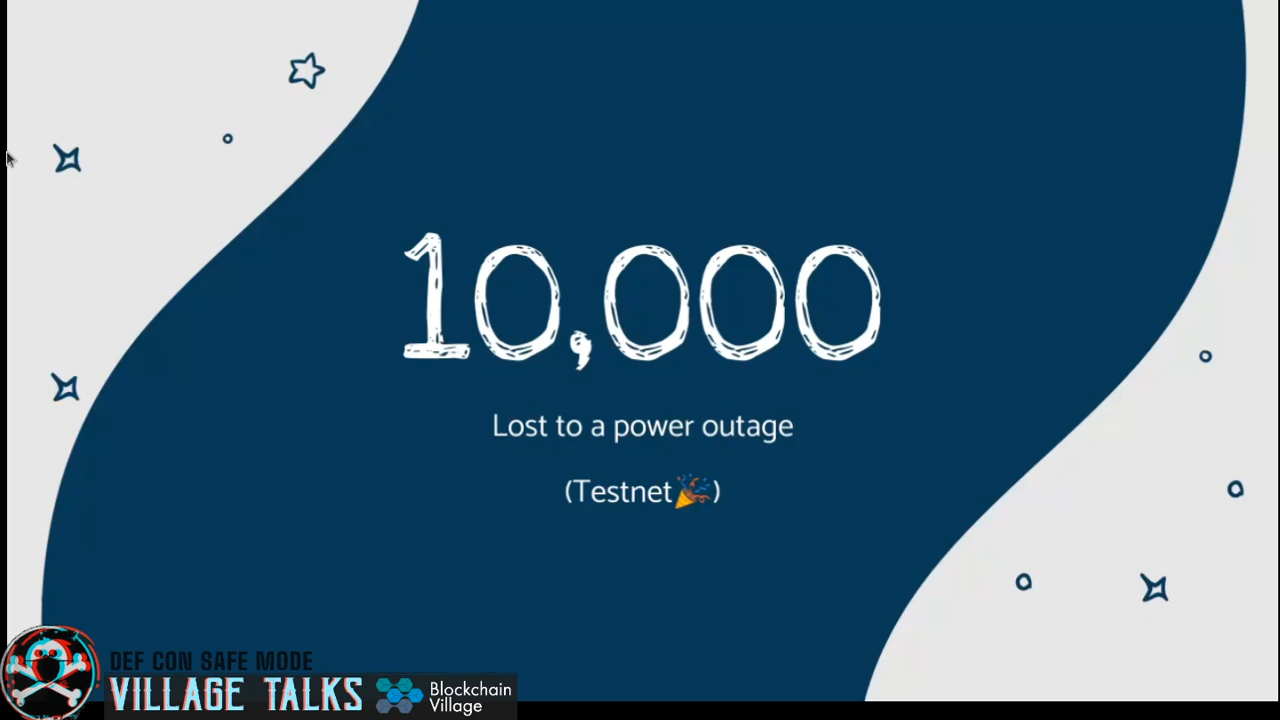 10,000
Lost to a power outage
(Testnet🎉)
DEF CON SAFE MODE
VILLAGE TALKS
Blockchain
Village